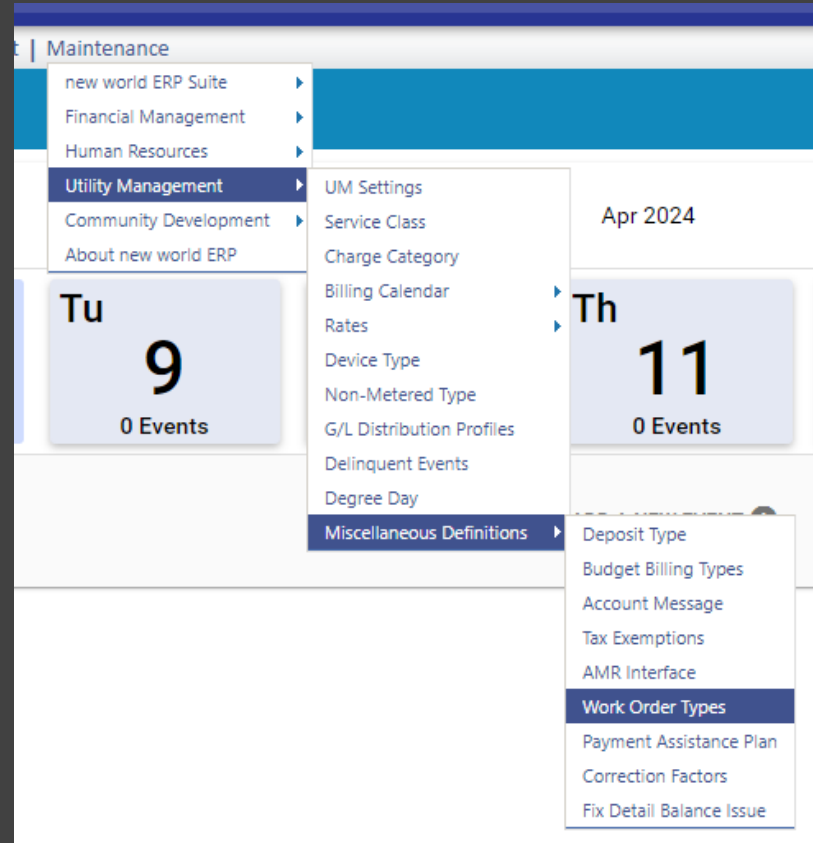 t | Maintenance
new world ERP Suite
Financial Management
Human Resources
Utility Management
Community Development
About new world ERP
UM Settings
Service Class
Charge Category
Billing Calendar
Rates
Device Type
Non-Metered Type
G/L Distribution Profiles
Delinquent Events
Degree Day
Miscellaneous Definitions
Deposit Type
Budget Billing Types
Account Message
Tax Exemptions
AMR Interface
Work Order Types
Payment Assistance Plan
Correction Factors
Fix Detail Balance Issue
Apr 2024
Tu
9
0 Events
Th
11
0 Events